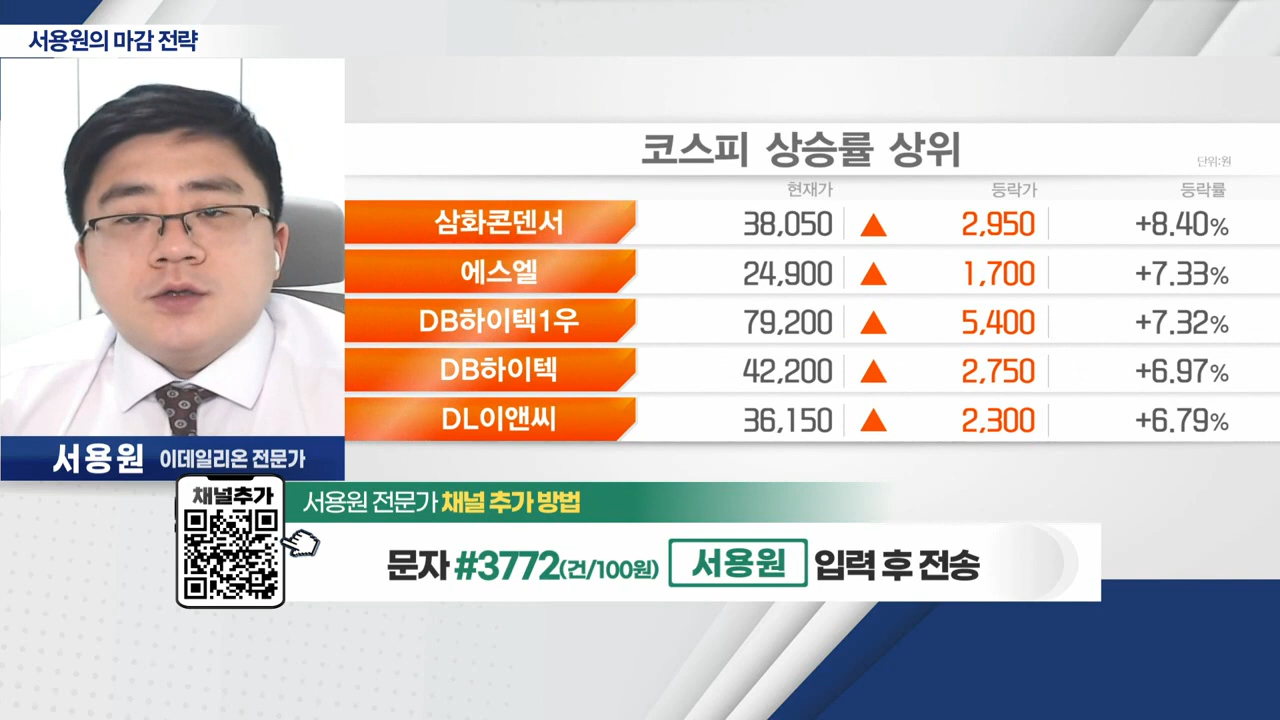 서용원의 마감 전략
코스피 상승률 상위
단위:원
현재가 등락가 등락률
삼화콘덴서 38,050 ▲ 2,950 +8.40%
에스엘 24,900 ▲ 1,700 +7.33%
DB하이텍1우 79,200 ▲ 5,400 +7.32%
DB하이텍 42,200 ▲ 2,750 +6.97%
DL이앤씨 36,150 ▲ 2,300 +6.79%
서용원 이데일리온 전문가
채널추가
서용원 전문가 채널 추가 방법
문자 #3772(건/100원) 서용원 입력 후 전송